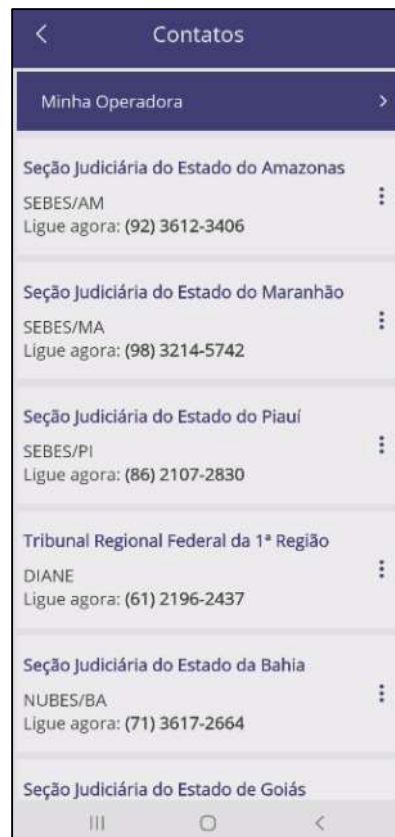 Contatos
Minha Operadora
Seção Judiciária do Estado do Amazonas
SEBES/AM
Ligue agora: (92) 3612-3406
Seção Judiciária do Estado do Maranhão
SEBES/MA
Ligue agora: (98) 3214-5742
Seção Judiciária do Estado do Piauí
SEBES/PI
Ligue agora: (86) 2107-2830
Tribunal Regional Federal da 1ª Região
DIANE
Ligue agora: (61) 2196-2437
Seção Judiciária do Estado da Bahia
NUBES/BA
Ligue agora: (71) 3617-2664
Seção Judiciária do Estado de Goiás